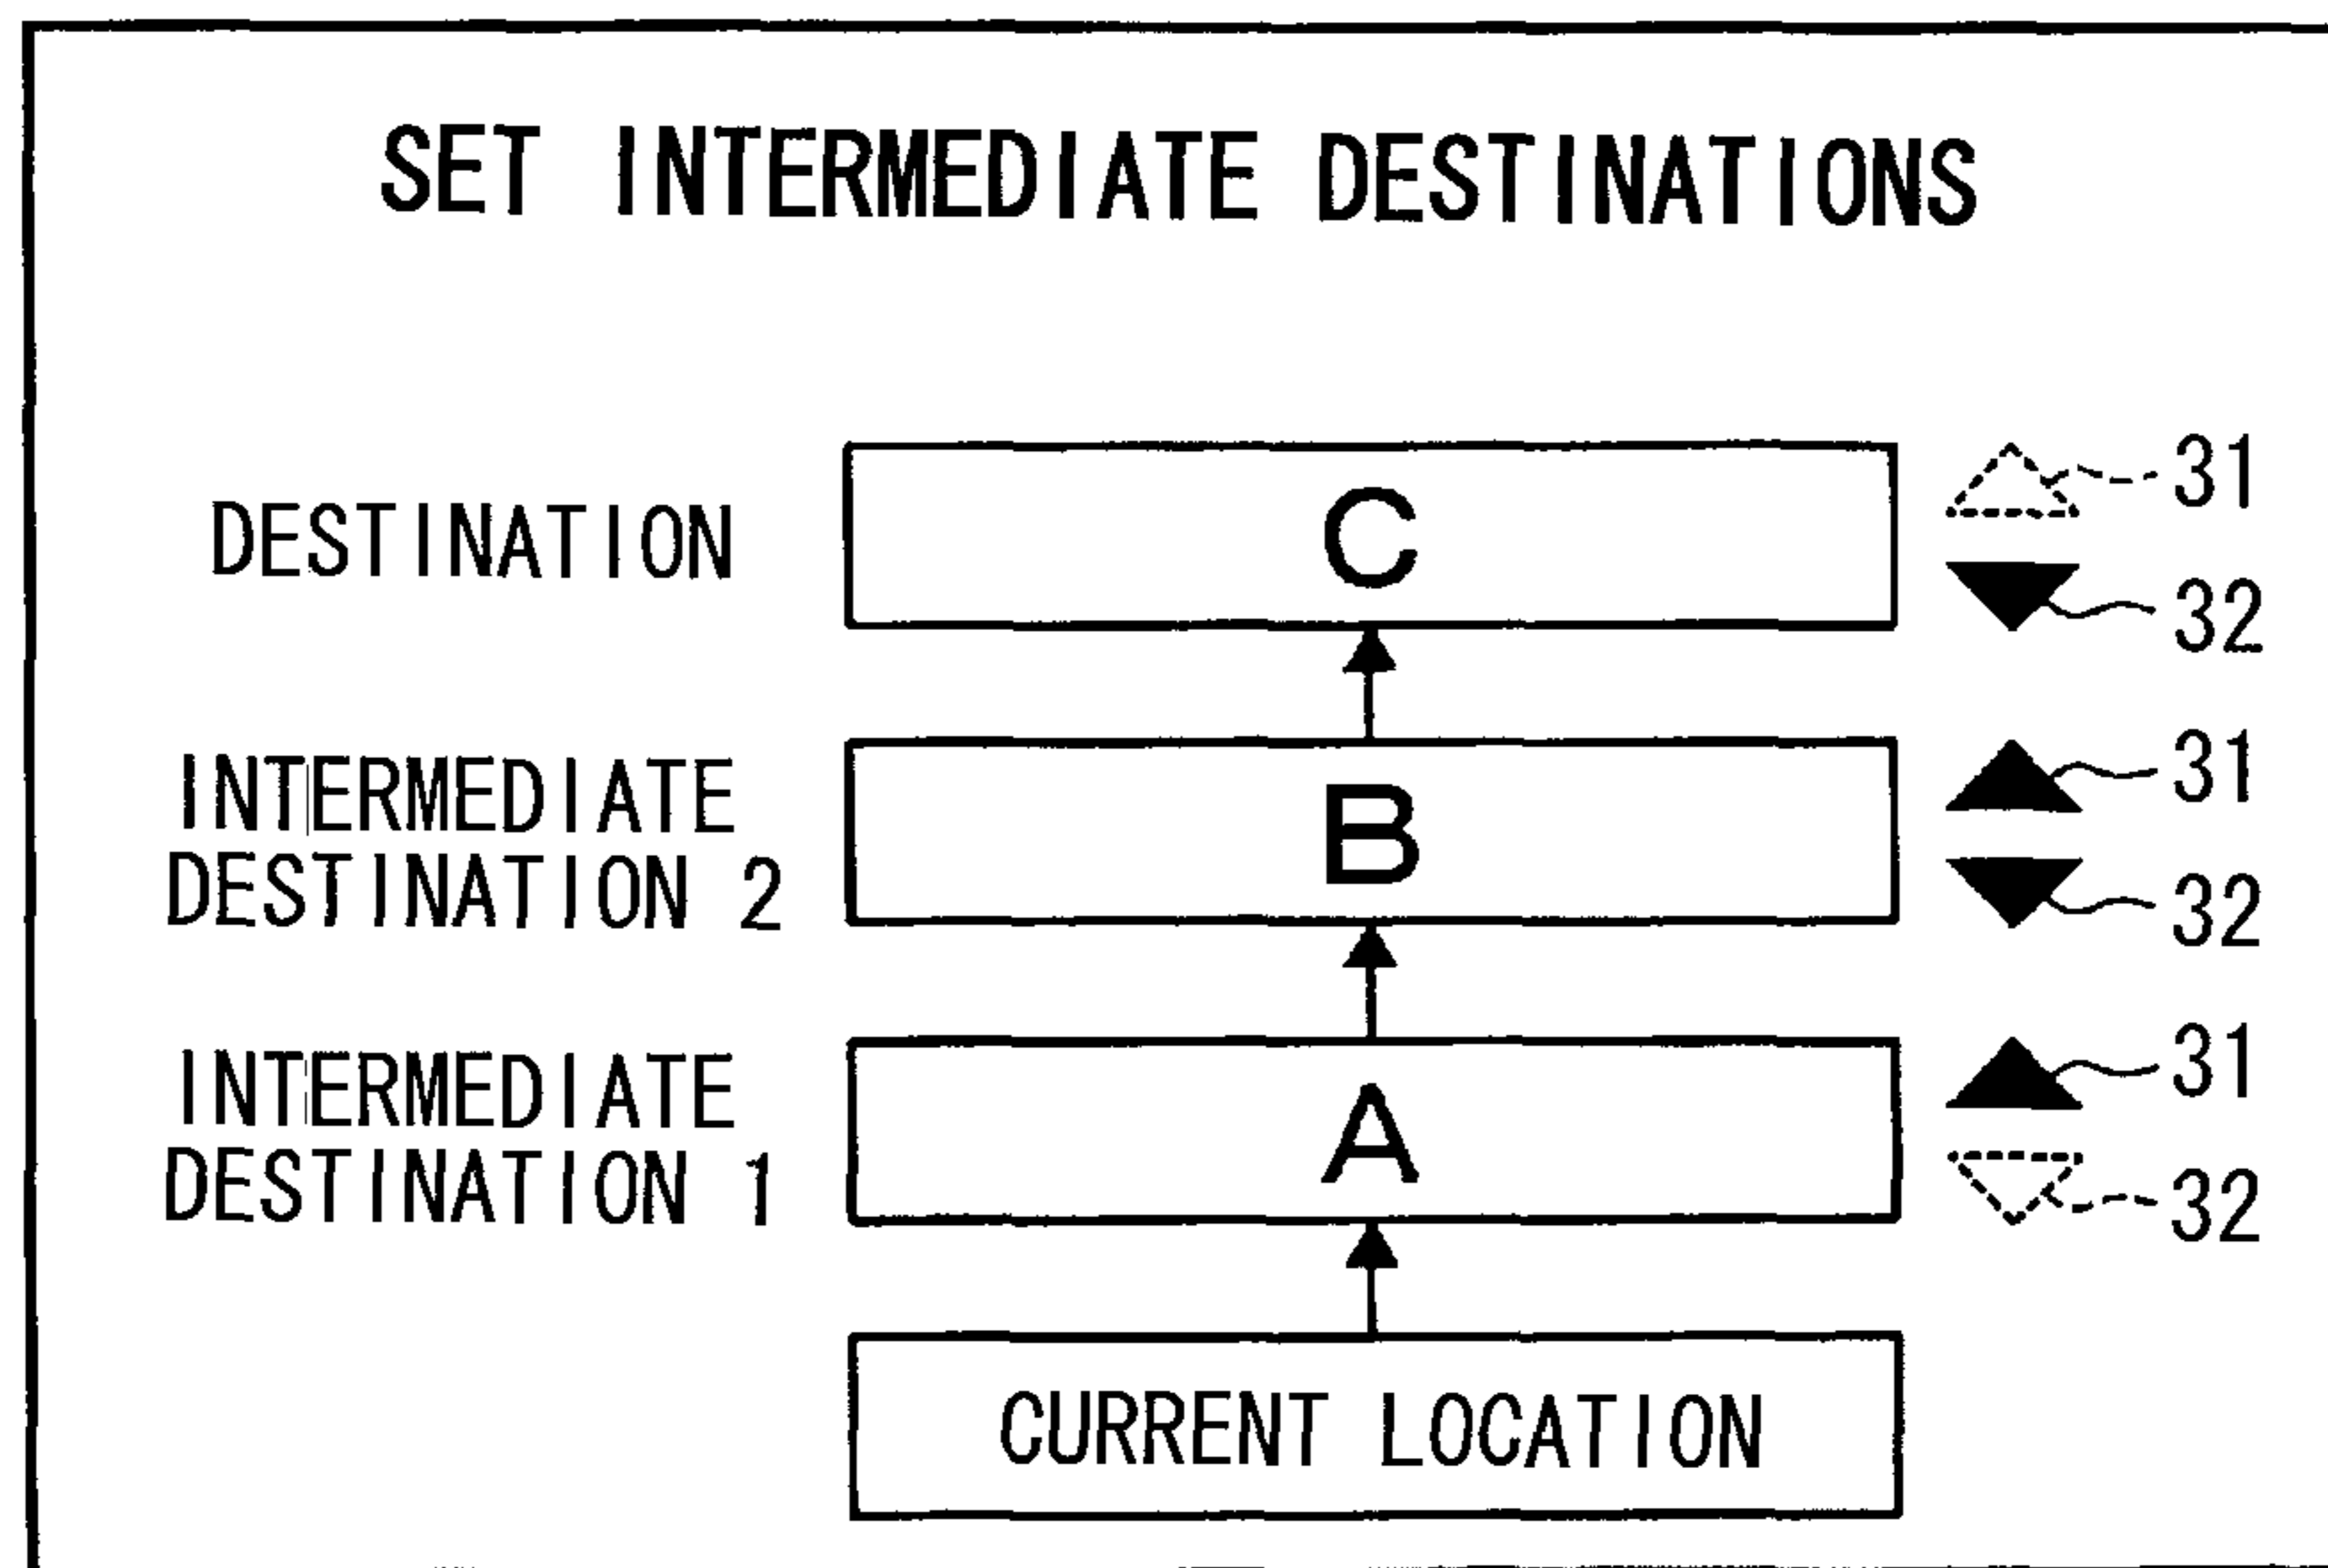 SET INTERMEDIATE DESTINATIONS
DESTINATION
C
31
32
INTERMEDIATE
DESTINATION 2
B
31
32
INTERMEDIATE
DESTINATION 1
A
31
32
CURRENT LOCATION